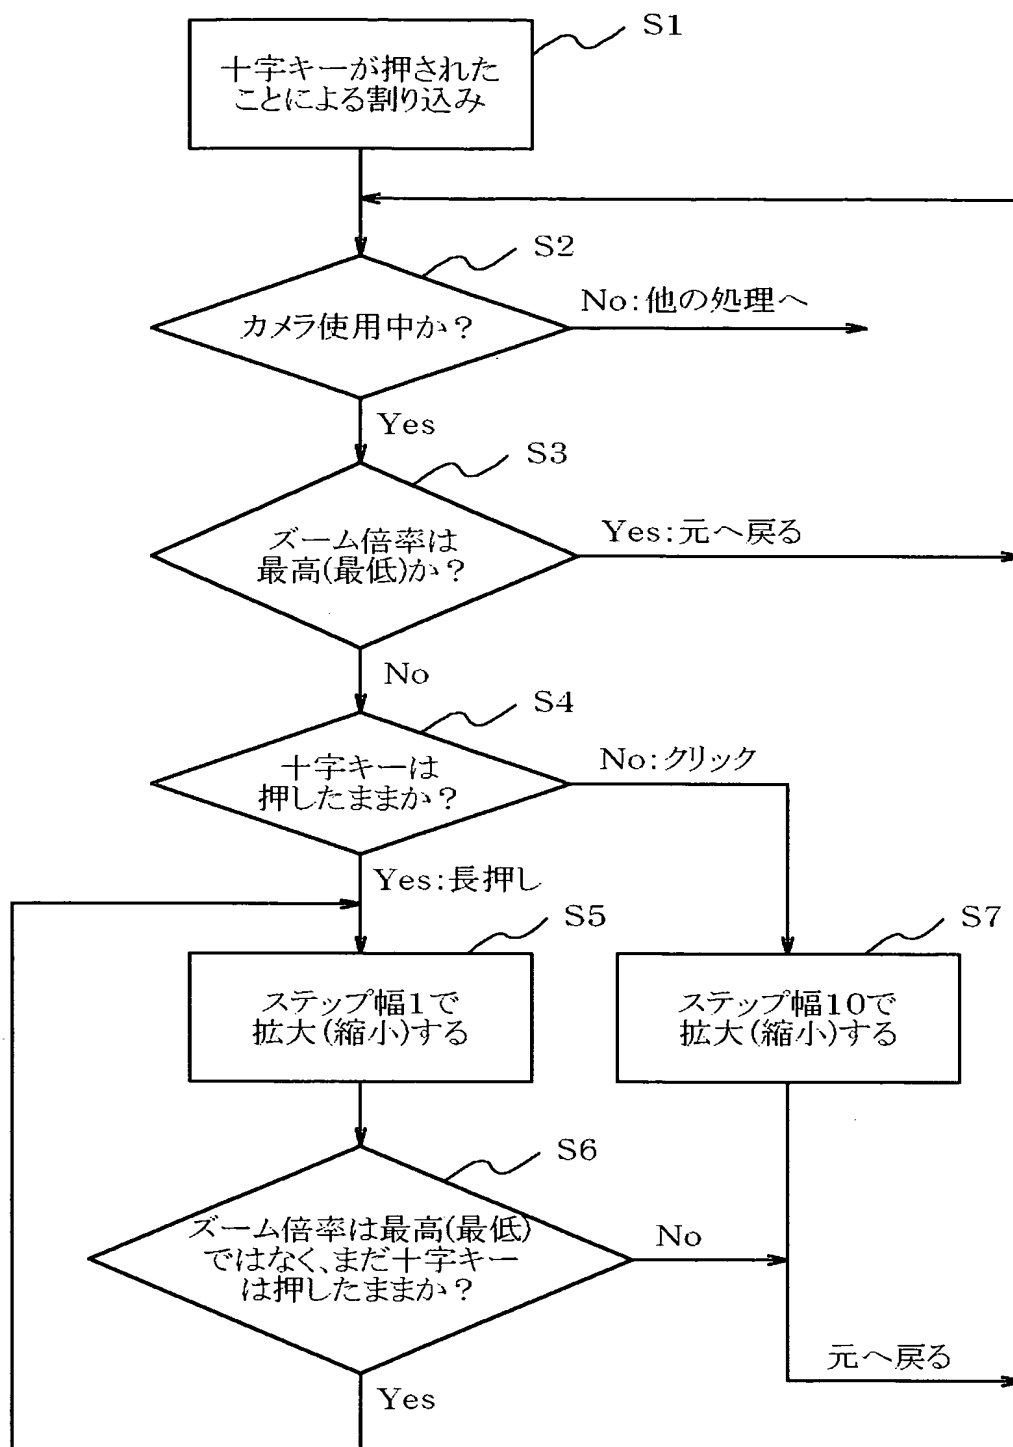 S1
十字キーが押された
ことによる割り込み
S2
カメラ使用中か?
No:他の処理へ
Yes
S3
ズーム倍率は
最高(最低)か?
Yes:元へ戻る
No
S4
十字キーは
押したままか?
No:クリック
Yes:長押し
S5
ステップ幅1で
拡大(縮小)する
S7
ステップ幅10で
拡大(縮小)する
S6
ズーム倍率は最高(最低)
ではなく、まだ十字キー
は押したままか?
No
Yes
元へ戻る